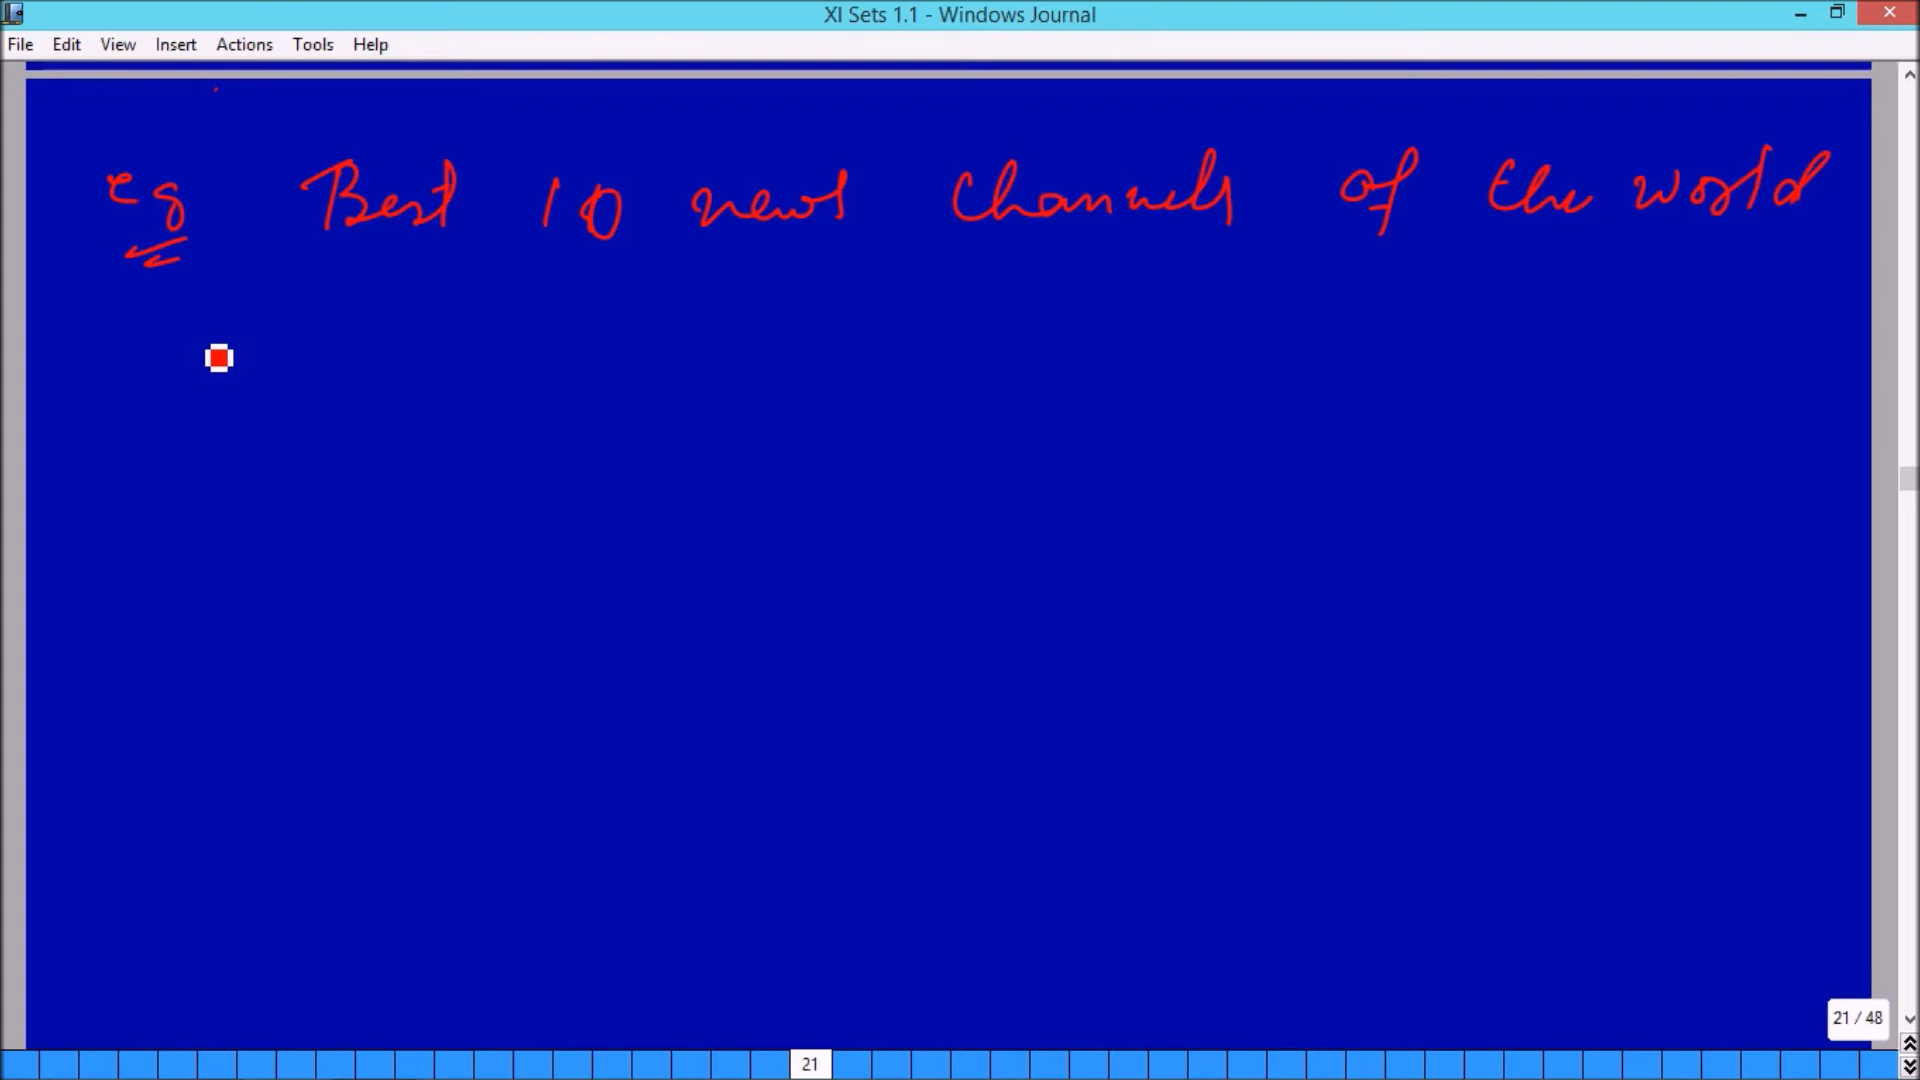 XI Sets 1.1 - Windows Journal
File Edit View Insert Actions Tools Help
eg Best 10 news channels of the world
21 / 48
21